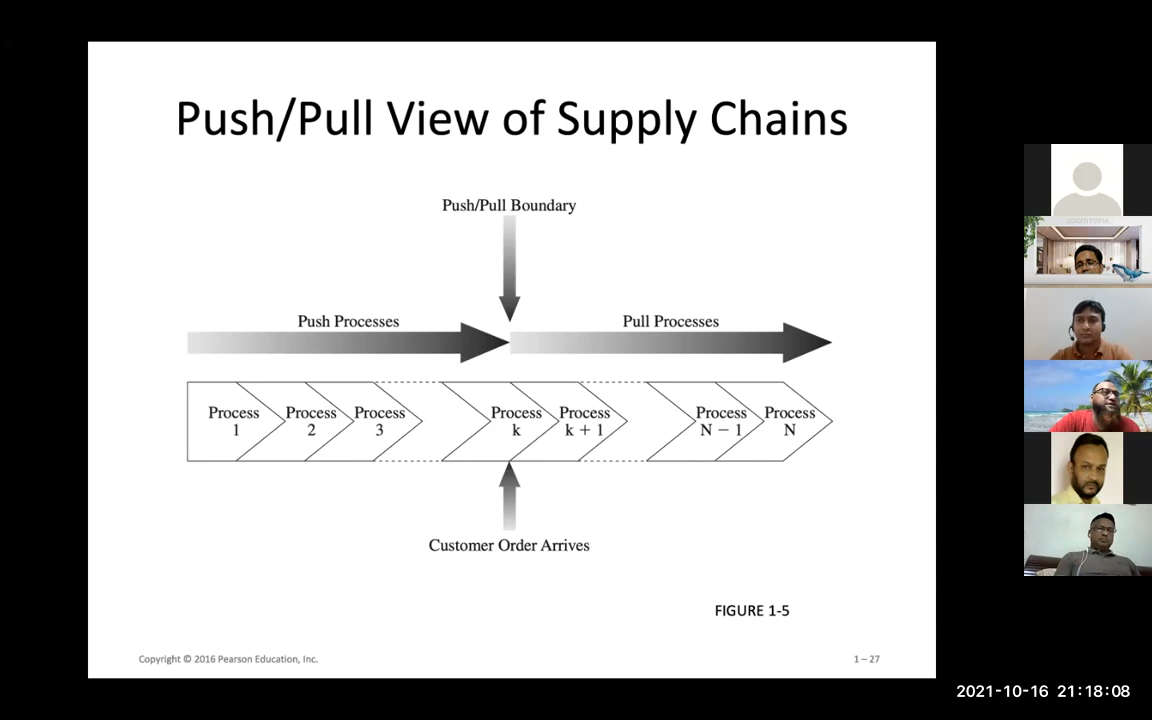 Push/Pull View of Supply Chains
Push/Pull Boundary
Push Processes
Pull Processes
Process
1
Process
2
Process
3
Process
k
Process
k + 1
Process
N − 1
Process
N
Customer Order Arrives
FIGURE 1-5
Copyright © 2016 Pearson Education, Inc.
1 – 27
2021-10-16 21:18:08